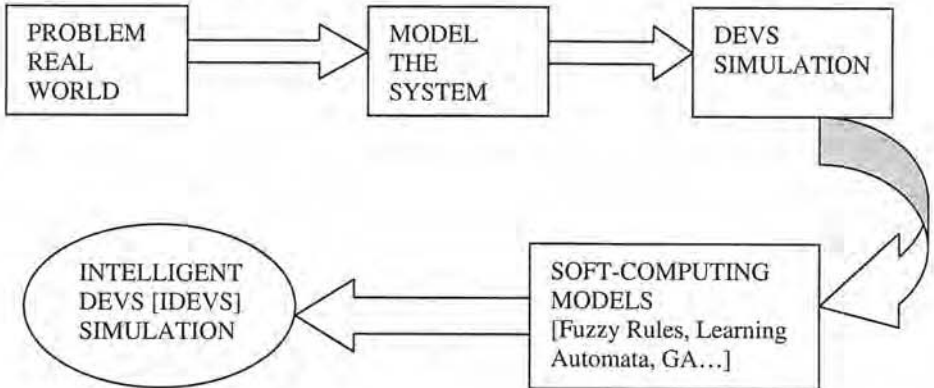 PROBLEM
REAL
WORLD
MODEL
THE
SYSTEM
DEVS
SIMULATION
SOFT-COMPUTING
MODELS
[Fuzzy Rules, Learning
Automata, GA…]
INTELLIGENT
DEVS [IDEVS]
SIMULATION